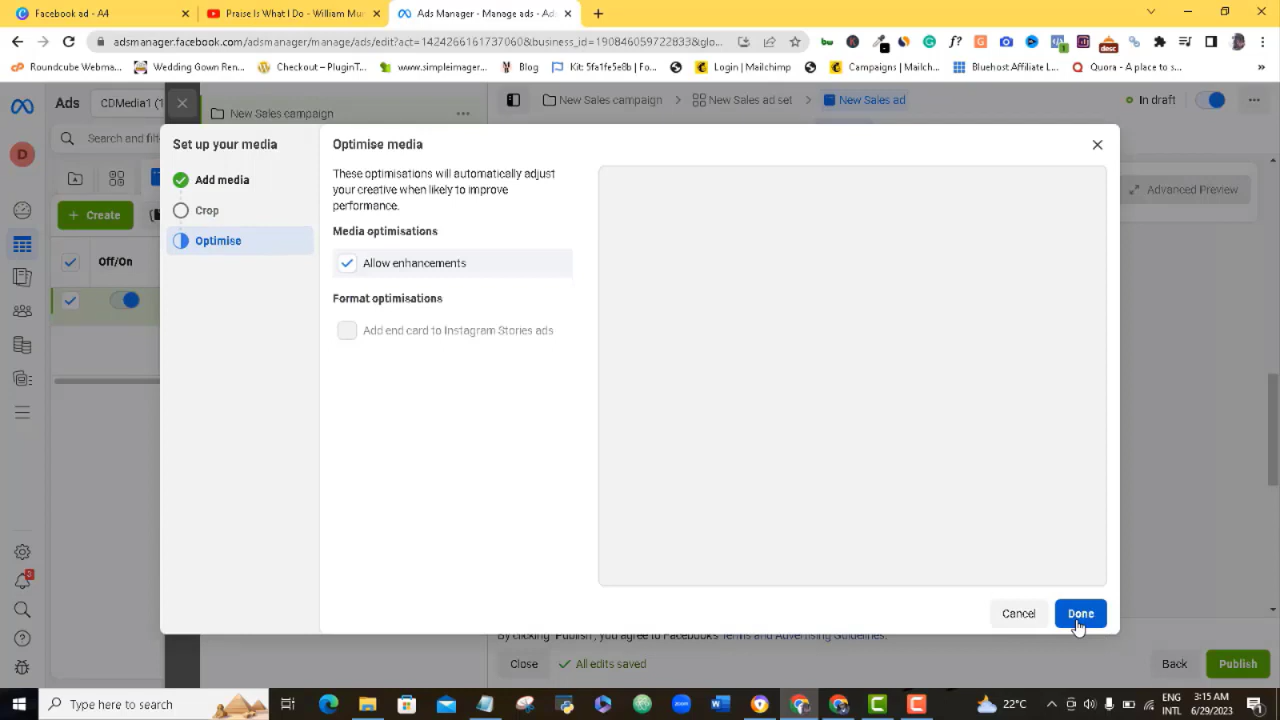 Facebook ad - A4
Praise Is What I Do - William Mu
Ads Manager - Manage ads - Ads
adsmanager.facebook.com/adsmanager/manage/ads/edit?act=1424266161737060&business_id=190846059722833&glo...
Roundcube Webma...
Wedding Gown Ren...
Checkout – PluginT...
www.simpleimager...
Blog
Kit: 5fa1fe5e8b | Fo...
Login | Mailchimp
Campaigns | Mailch...
Bluehost Affiliate L...
Quora - A place to s...
Ads
CDMedia1 (1
New Sales campaign
New Sales campaign
New Sales ad set
New Sales ad
In draft
Search and filt
Advanced Preview
Create
Off/On
Set up your media
Add media
Crop
Optimise
Optimise media
These optimisations will automatically adjust
your creative when likely to improve
performance.
Media optimisations
Allow enhancements
Format optimisations
Add end card to Instagram Stories ads
Cancel
Done
By clicking 'Publish', you agree to Facebook's Terms and Advertising Guidelines.
Close
All edits saved
Back
Publish
Type here to search
22°C
ENG
INTL
3:15 AM
6/29/2023